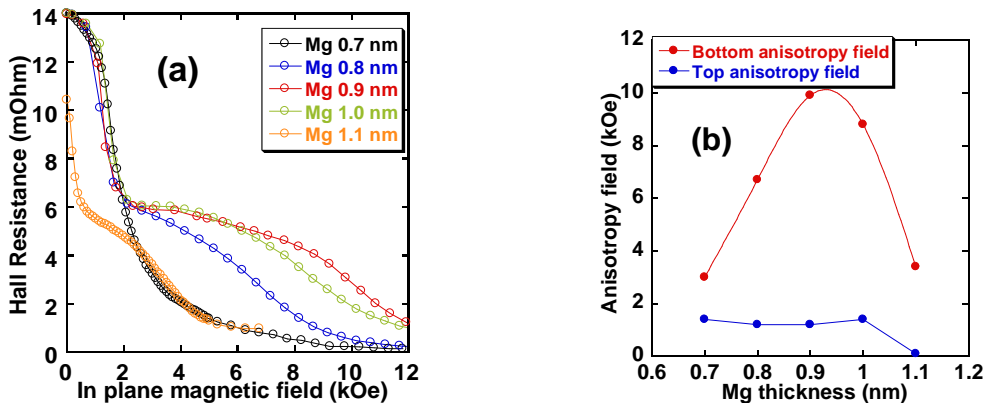 14
12
10
8
6
4
2
0
Hall Resistance (mOhm)
(a)
Mg 0.7 nm
Mg 0.8 nm
Mg 0.9 nm
Mg 1.0 nm
Mg 1.1 nm
0 2 4 6 8 10 12
In plane magnetic field (kOe)
12
10
8
6
4
2
0
Anisotropy field (kOe)
Bottom anisotropy field
Top anisotropy field
(b)
0.6 0.7 0.8 0.9 1.0 1.1 1.2
Mg thickness (nm)